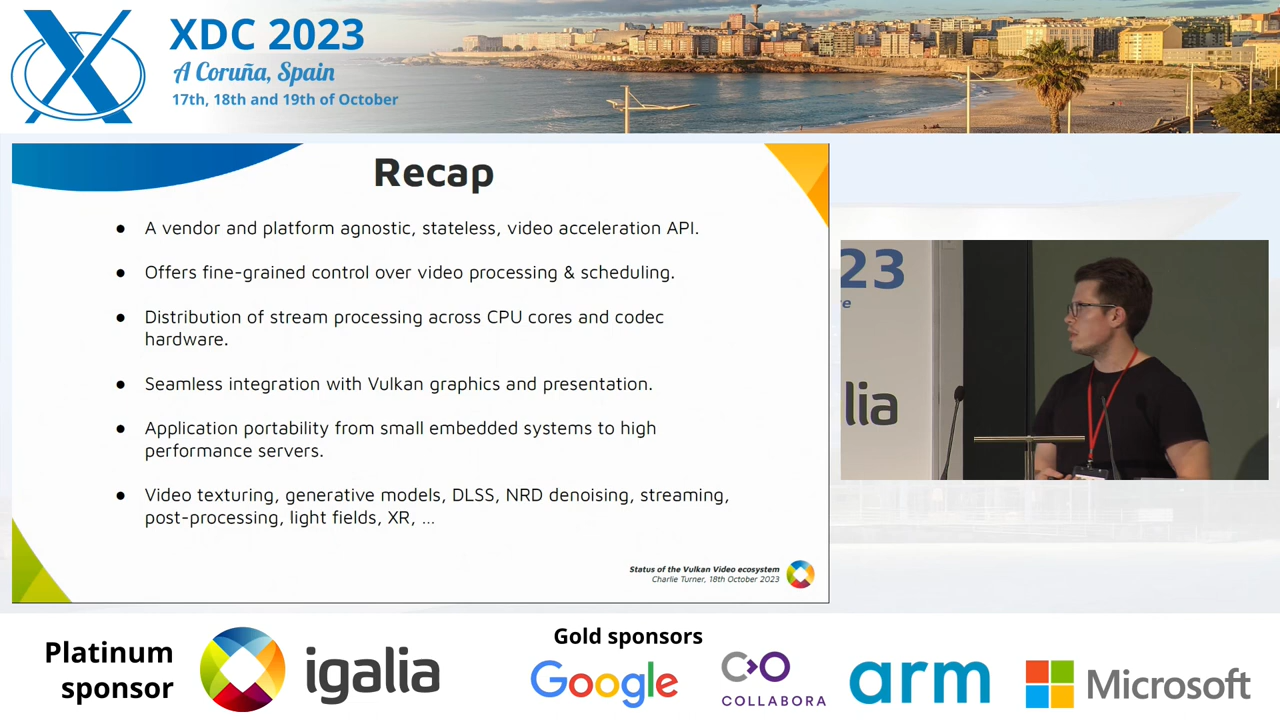 XDC 2023
A Coruña, Spain
17th, 18th and 19th of October
Recap
● A vendor and platform agnostic, stateless, video acceleration API.
● Offers fine-grained control over video processing & scheduling.
● Distribution of stream processing across CPU cores and codec
hardware.
● Seamless integration with Vulkan graphics and presentation.
● Application portability from small embedded systems to high
performance servers.
● Video texturing, generative models, DLSS, NRD denoising, streaming,
post-processing, light fields, XR, ...
Status of the Vulkan Video ecosystem
Charlie Turner, 18th October 2023
23
e
lia
Platinum
sponsor
igalia
Gold sponsors
Google
COLLABORA
arm
Microsoft